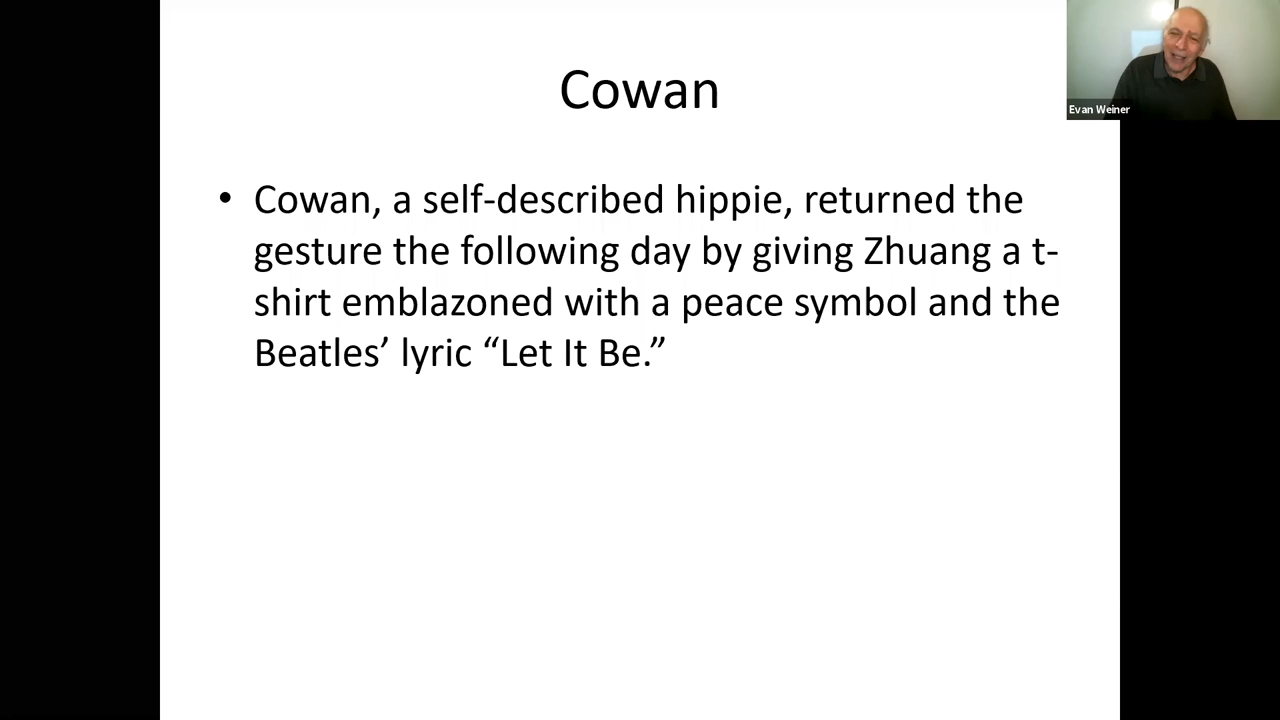 Cowan
Evan Weiner
• Cowan, a self-described hippie, returned the
gesture the following day by giving Zhuang a t-
shirt emblazoned with a peace symbol and the
Beatles’ lyric “Let It Be.”